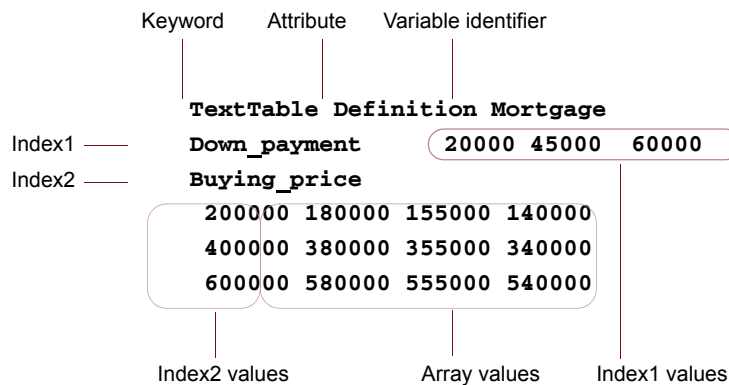 Keyword Attribute Variable identifier
TextTable Definition Mortgage
Index1 Down_payment 20000 45000 60000
Index2 Buying_price
200000 180000 155000 140000
400000 380000 355000 340000
600000 580000 555000 540000
Index2 values Array values Index1 values